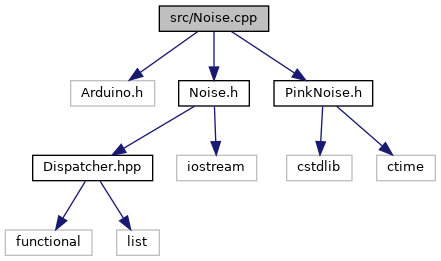 src/Noise.cpp
Arduino.h
Noise.h
PinkNoise.h
Dispatcher.hpp
iostream
cstdlib
ctime
functional
list